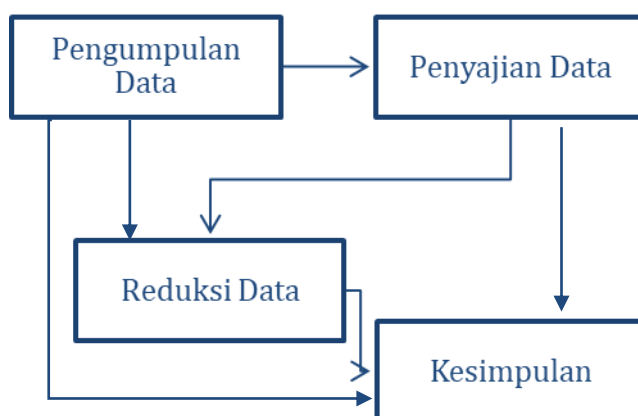 Pengumpulan
Data
Penyajian Data
Reduksi Data
Kesimpulan